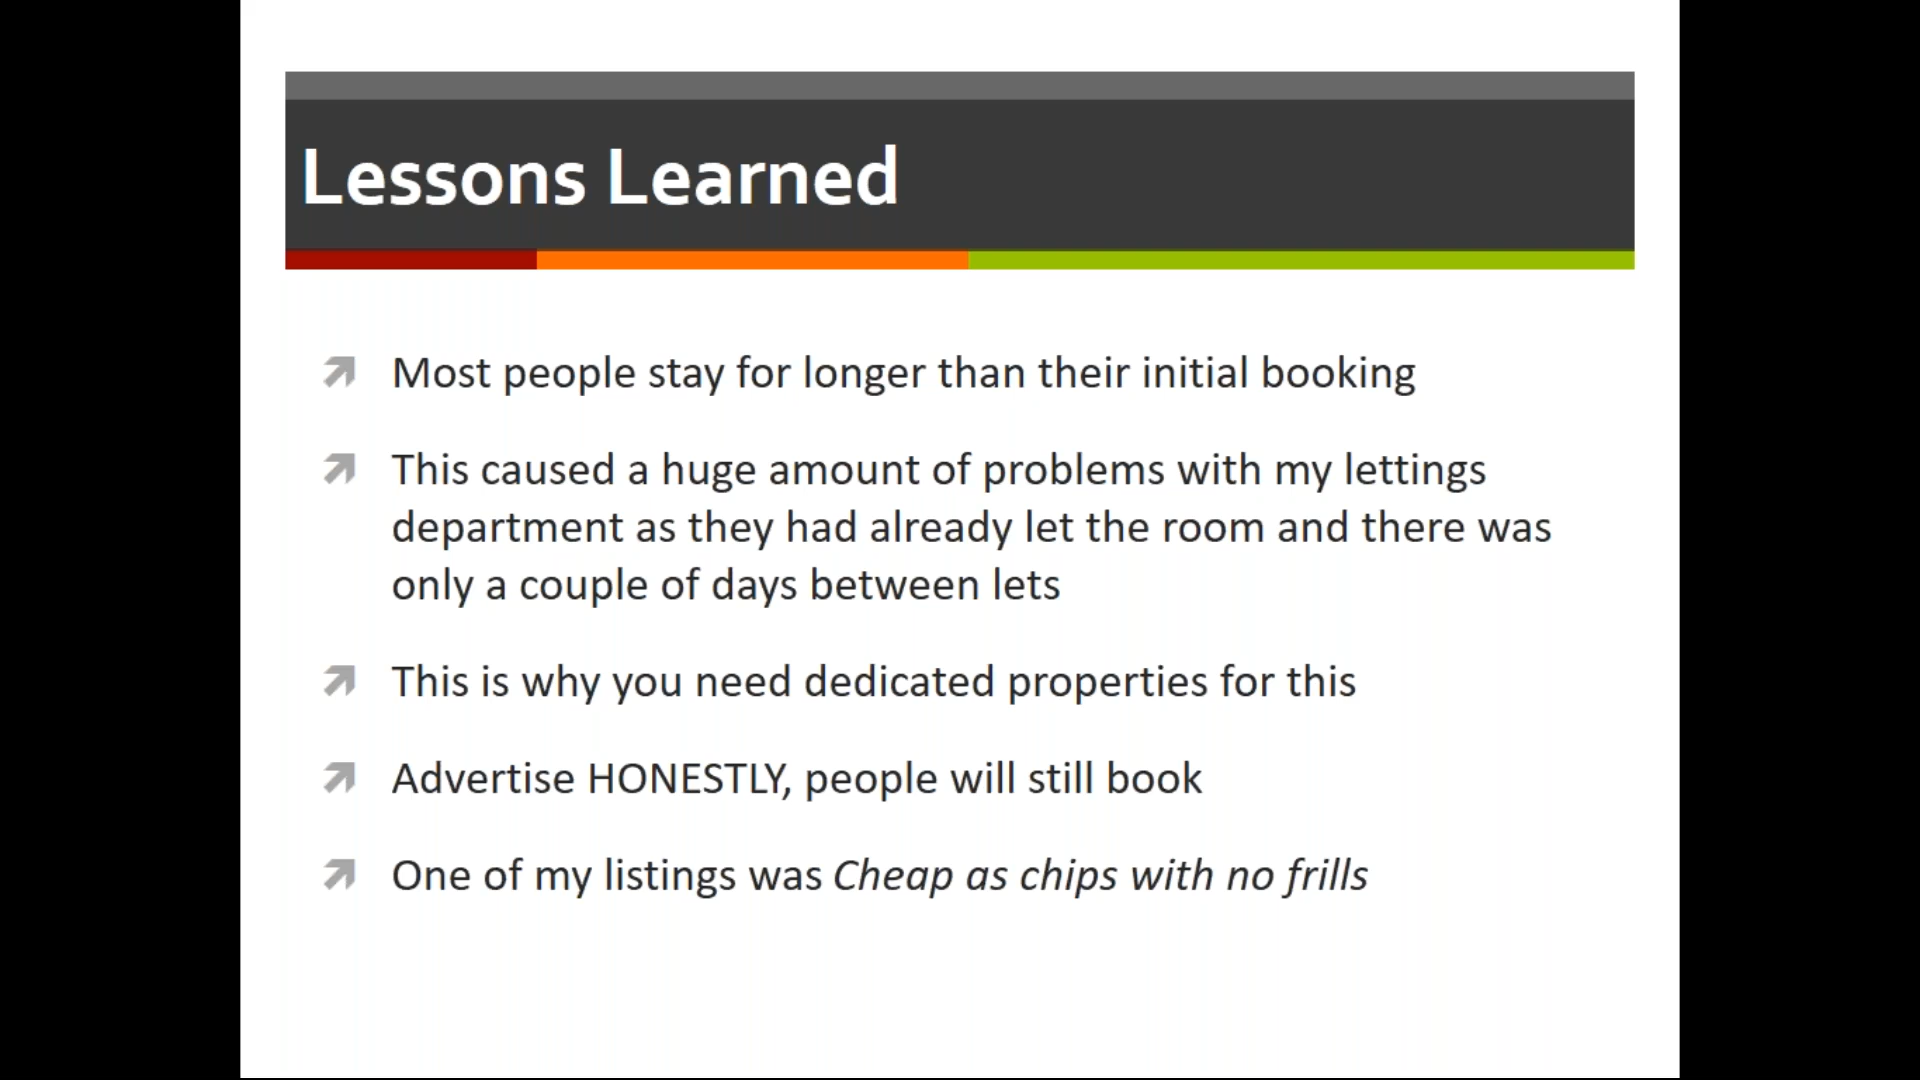 Lessons Learned
Most people stay for longer than their initial booking
This caused a huge amount of problems with my lettings
department as they had already let the room and there was
only a couple of days between lets
This is why you need dedicated properties for this
Advertise HONESTLY, people will still book
One of my listings was Cheap as chips with no frills